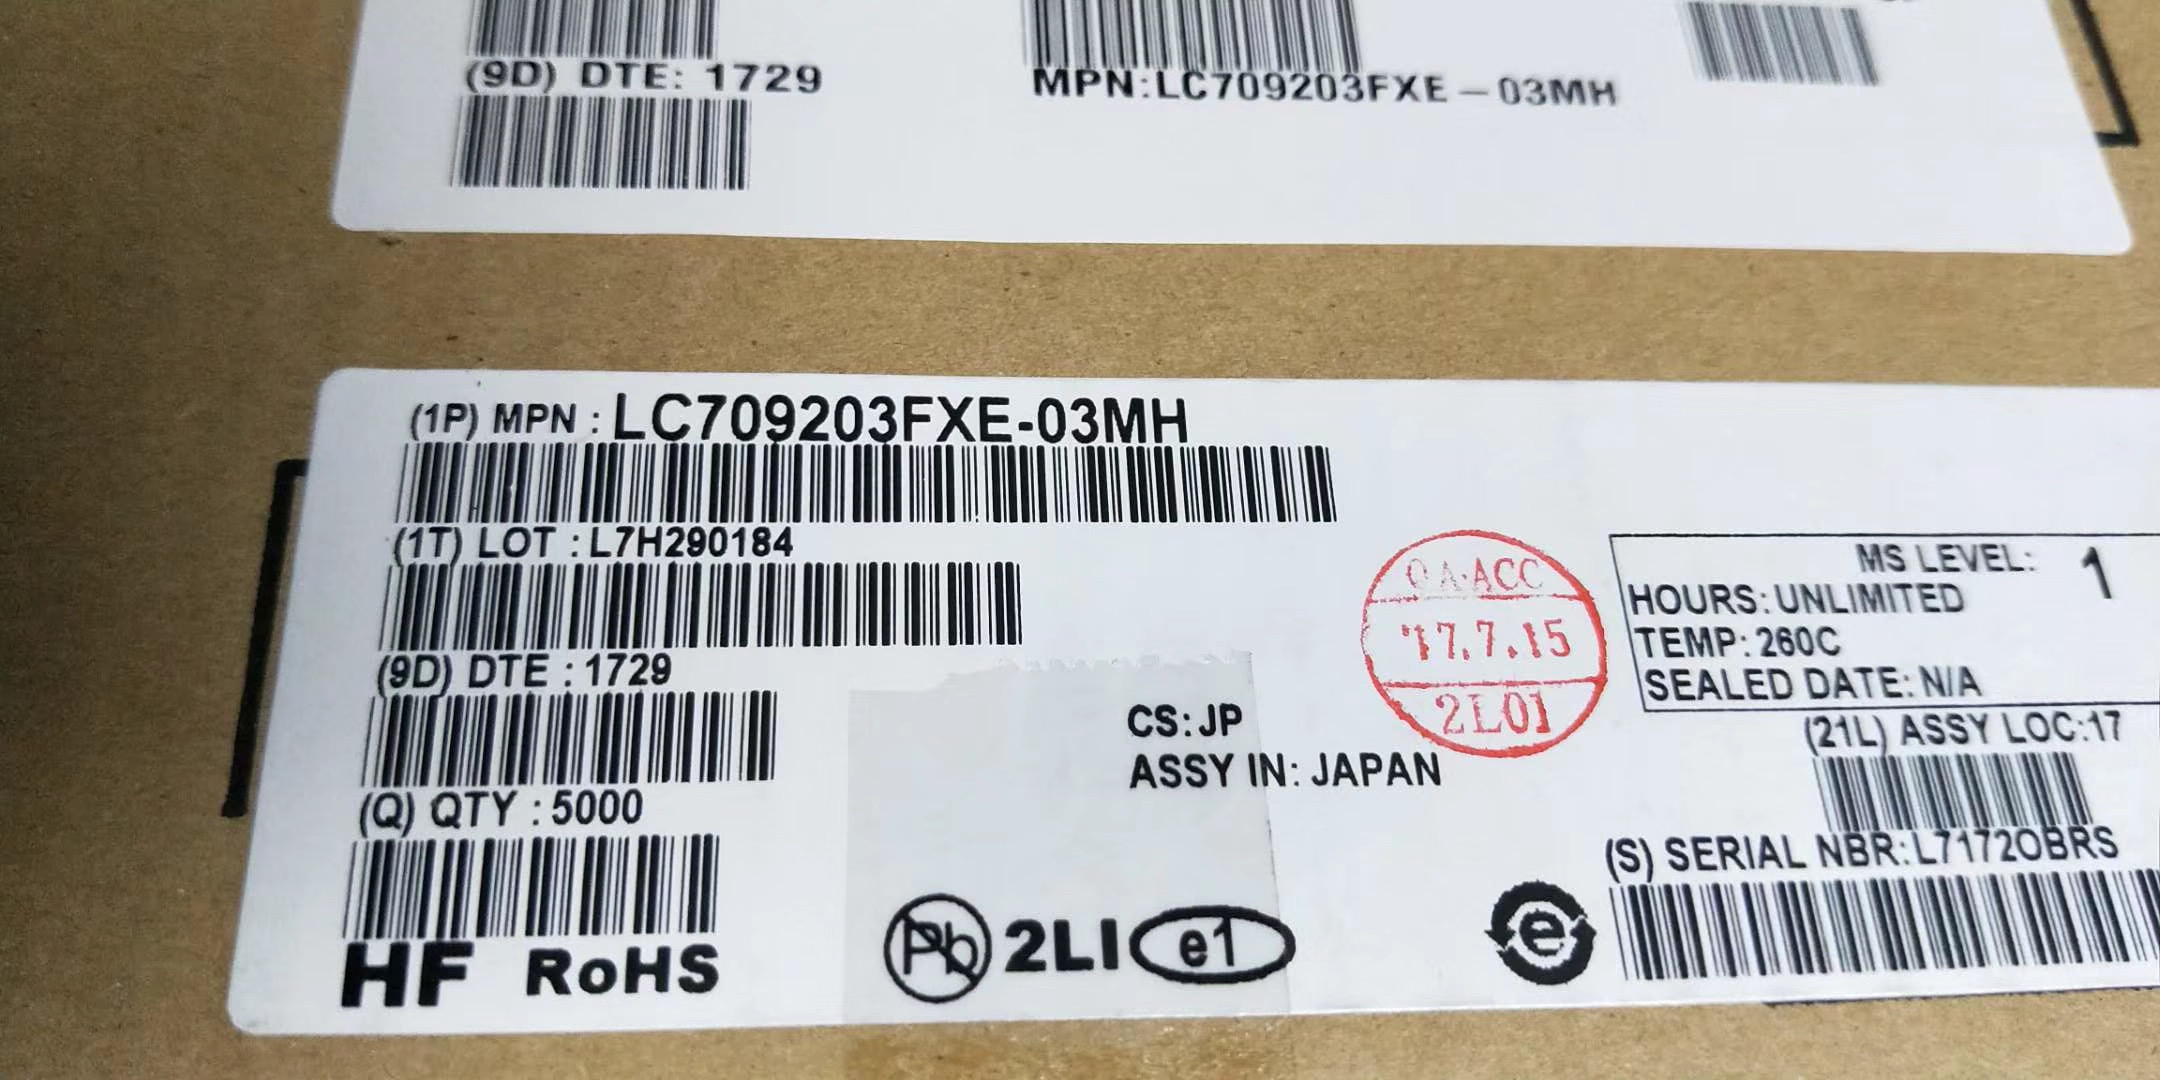 (9D) DTE: 1729
MPN:LC709203FXE-03MH
(1P) MPN : LC709203FXE-03MH
(1T) LOT : L7H290184
(9D) DTE : 1729
(Q) QTY : 5000
HF RoHS
CS: JP
ASSY IN: JAPAN
Pb 2LI e1
QA·ACC
'17.7.15
2L01
MS LEVEL: 1
HOURS: UNLIMITED
TEMP: 260C
SEALED DATE: N/A
(21L) ASSY LOC:17
(S) SERIAL NBR: L7172OBRS
e